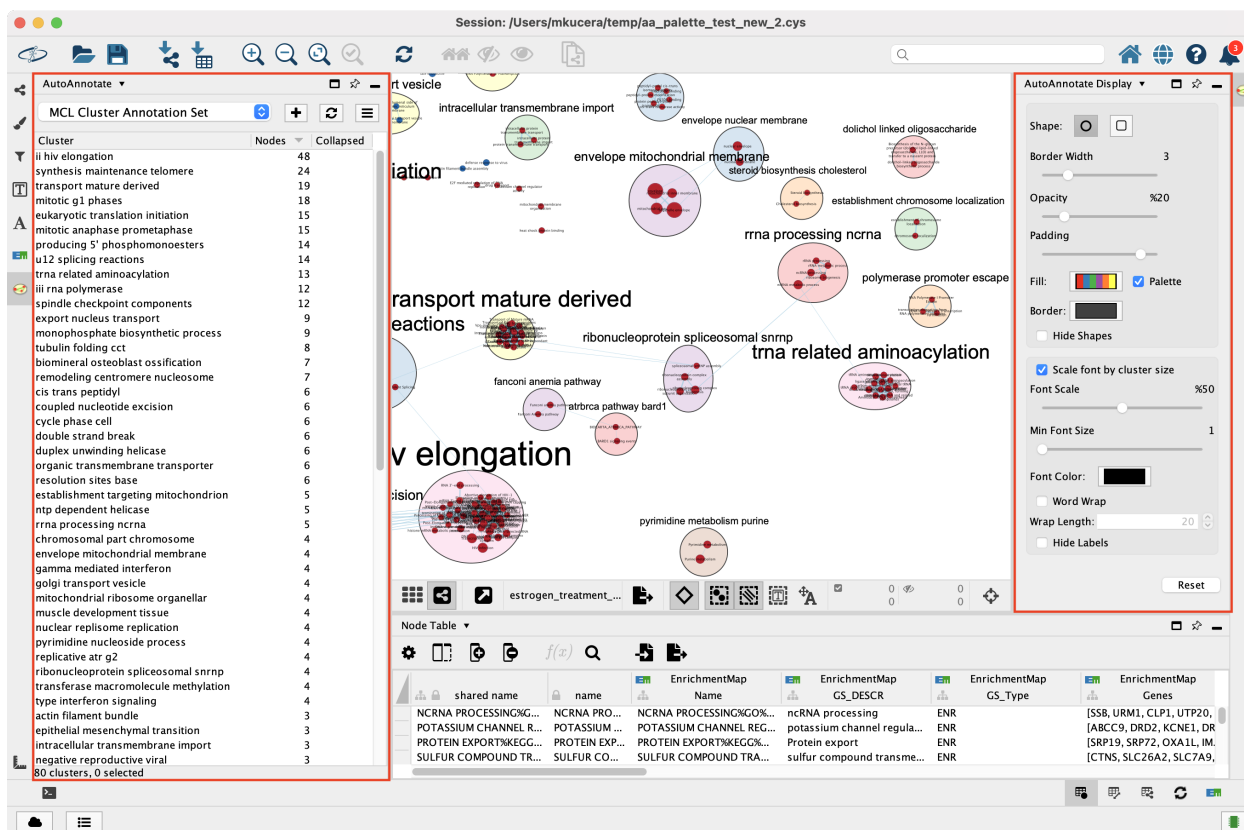 Session: /Users/mkucera/temp/aa_palette_test_new_2.cys
3
AutoAnnotate
MCL Cluster Annotation Set
Cluster Nodes Collapsed
ii hiv elongation 48
synthesis maintenance telomere 24
transport mature derived 19
mitotic g1 phases 18
eukaryotic translation initiation 15
mitotic anaphase prometaphase 15
producing 5' phosphomonoesters 14
u12 splicing reactions 14
trna related aminoacylation 13
iii rna polymerase 12
spindle checkpoint components 12
export nucleus transport 9
monophosphate biosynthetic process 9
tubulin folding cct 8
biomineral osteoblast ossification 7
remodeling centromere nucleosome 7
cis trans peptidyl 6
coupled nucleotide excision 6
cycle phase cell 6
double strand break 6
duplex unwinding helicase 6
organic transmembrane transporter 6
resolution sites base 6
establishment targeting mitochondrion 5
ntp dependent helicase 5
rrna processing ncrna 5
chromosomal part chromosome 4
envelope mitochondrial membrane 4
gamma mediated interferon 4
golgi transport vesicle 4
mitochondrial ribosome organellar 4
muscle development tissue 4
nuclear replisome replication 4
pyrimidine nucleoside process 4
replicative atr g2 4
ribonucleoprotein spliceosomal snrnp 4
transferase macromolecule methylation 4
type interferon signaling 4
actin filament bundle 3
epithelial mesenchymal transition 3
intracellular transmembrane import 3
negative reproductive viral 3
80 clusters, 0 selected
rt vesicle
intracellular transmembrane import
envelope nuclear membrane
dolichol linked oligosaccharide
iation
envelope mitochondrial membrane
steroid biosynthesis cholesterol
establishment chromosome localization
rrna processing ncrna
polymerase promoter escape
ransport mature derived
eactions
ribonucleoprotein spliceosomal snrnp
trna related aminoacylation
fanconi anemia pathway
atrbrca pathway bard1
v elongation
cision
pyrimidine metabolism purine
estrogen_treatment_...
0 0
0 0
AutoAnnotate Display
Shape:
Border Width 3
Opacity %20
Padding
Fill: Palette
Border:
Hide Shapes
Scale font by cluster size
Font Scale %50
Min Font Size 1
Font Color:
Word Wrap
Wrap Length: 20
Hide Labels
Reset
Node Table
f(x)
shared name name EnrichmentMap Name EnrichmentMap GS_DESCR EnrichmentMap GS_Type EnrichmentMap Genes
NCRNA PROCESSING%G... NCRNA PRO... NCRNA PROCESSING%GO%... ncRNA processing ENR [SSB, URM1, CLP1, UTP20,
POTASSIUM CHANNEL R... POTASSIUM ... POTASSIUM CHANNEL REG... potassium channel regula... ENR [ABCC9, DRD2, KCNE1, DR
PROTEIN EXPORT%KEGG... PROTEIN EXP... PROTEIN EXPORT%KEGG%... Protein export ENR [SRP19, SRP72, OXA1L, IM.
SULFUR COMPOUND TR... SULFUR CO... SULFUR COMPOUND TR... sulfur compound transme... ENR [CTNS, SLC26A2, SLC7A9,